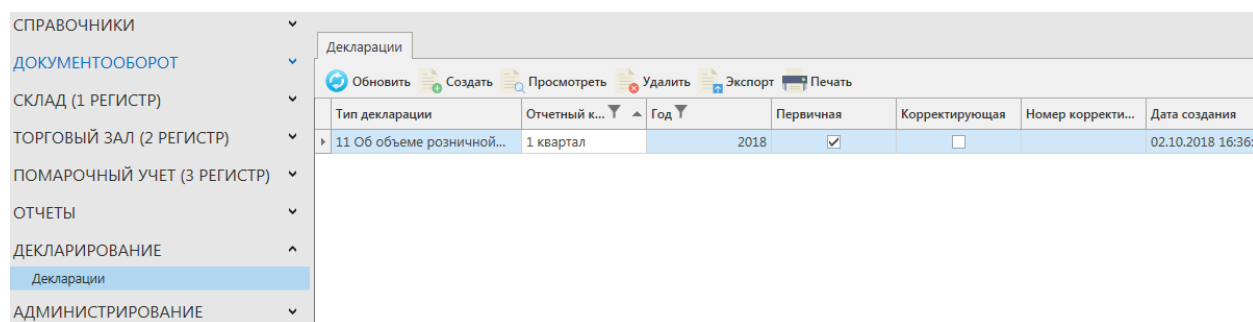 СПРАВОЧНИКИ
ДОКУМЕНТООБОРОТ
СКЛАД (1 РЕГИСТР)
ТОРГОВЫЙ ЗАЛ (2 РЕГИСТР)
ПОМАРОЧНЫЙ УЧЕТ (3 РЕГИСТР)
ОТЧЕТЫ
ДЕКЛАРИРОВАНИЕ
Декларации
АДМИНИСТРИРОВАНИЕ
Декларации
Обновить Создать Просмотреть Удалить Экспорт Печать
Тип декларации Отчетный к... Год Первичная Корректирующая Номер корректи... Дата создания
11 Об объеме розничной... 1 квартал 2018 02.10.2018 16:36: